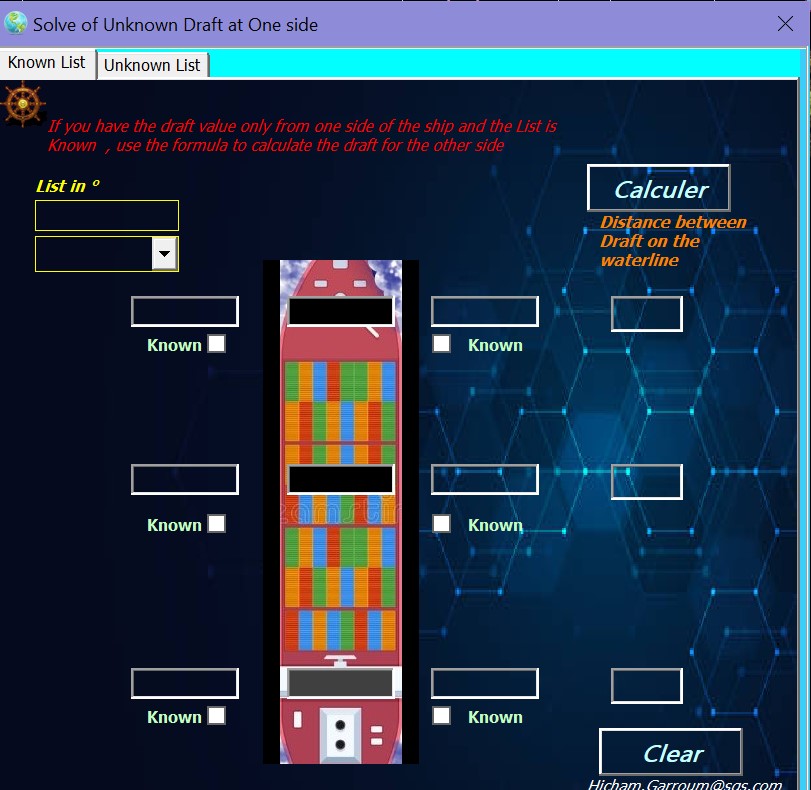 Solve of Unknown Draft at One side
Known List
Unknown List
If you have the draft value only from one side of the ship and the List is
Known , use the formula to calculate the draft for the other side
List in º
Calculer
Distance between
Draft on the
waterline
Known
Known
Known
Known
Known
Known
Clear
Hicham.Garroum@sgs.com